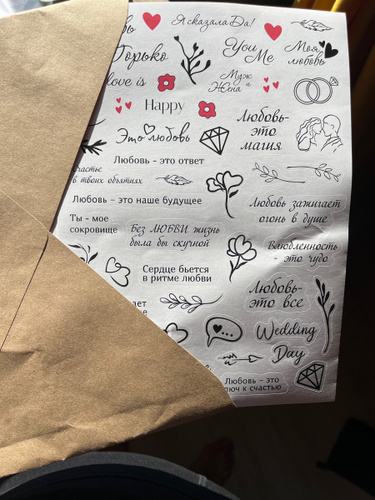 Я сказала Да!
Горько
You
Me
Моя
любовь
love is
Муж
Жена
Happy
Это любовь
Любовь-
это
магия
Любовь - это ответ
в твоих объятиях
Любовь - это наше будущее
Любовь зажигает
огонь в душе
Ты - мое
сокровище
Без ЛЮБВИ жизнь
была бы скучной
Влюбленность
- это чудо
Сердце бьется
в ритме любви
Любовь-
это все
Wedding
Day
Любовь - это
к счастью